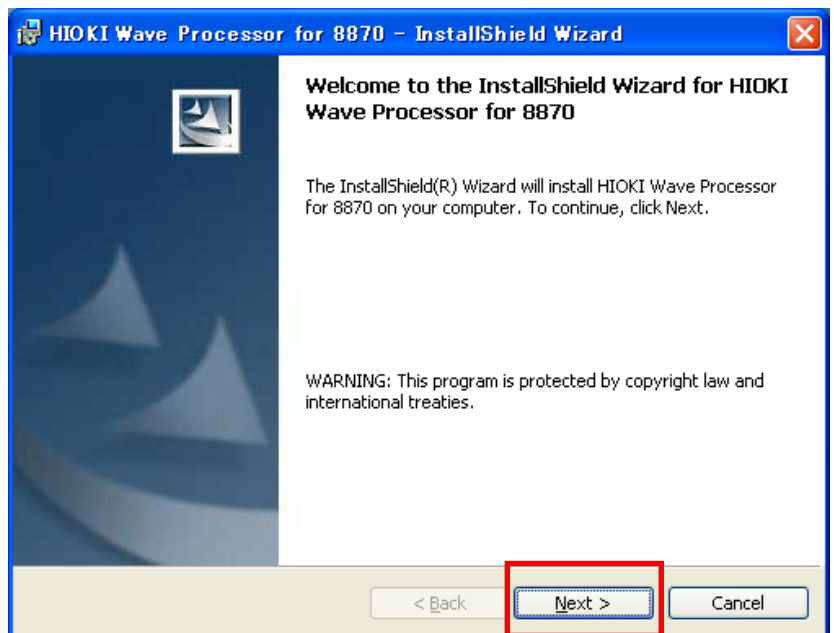 HIOKI Wave Processor for 8870 - InstallShield Wizard
Welcome to the InstallShield Wizard for HIOKI
Wave Processor for 8870
The InstallShield(R) Wizard will install HIOKI Wave Processor
for 8870 on your computer. To continue, click Next.
WARNING: This program is protected by copyright law and
international treaties.
< Back Next > Cancel